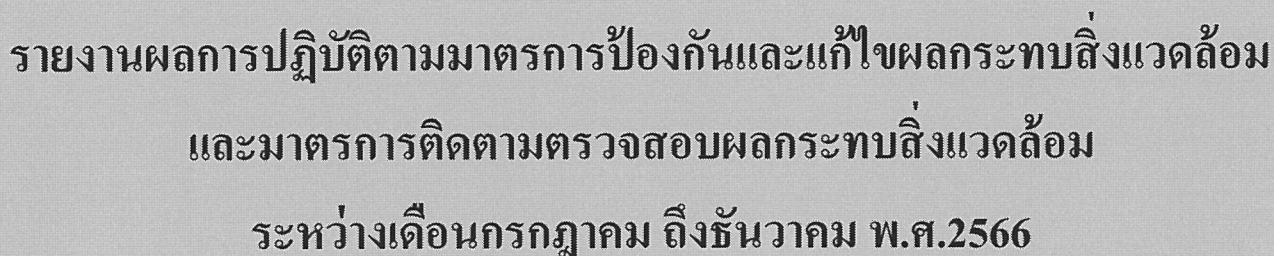 รายงานผลการปฏิบัติตามมาตรการป้องกันและแก้ไขผลกระทบสิ่งแวดล้อม
และมาตรการติดตามตรวจสอบผลกระทบสิ่งแวดล้อม
ระหว่างเดือนกรกฎาคม ถึงธันวาคม พ.ศ.2566